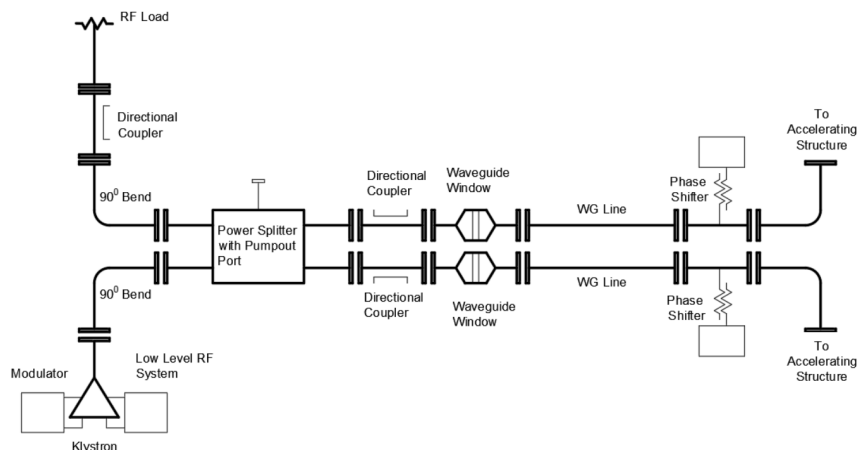 RF Load
Directional
Coupler
90⁰ Bend
Power Splitter
with Pumpout
Port
Directional
Coupler
Waveguide
Window
WG Line
Phase
Shifter
To
Accelerating
Structure
90⁰ Bend
Directional
Coupler
Waveguide
Window
WG Line
Phase
Shifter
To
Accelerating
Structure
Modulator
Low Level RF
System
Klystron